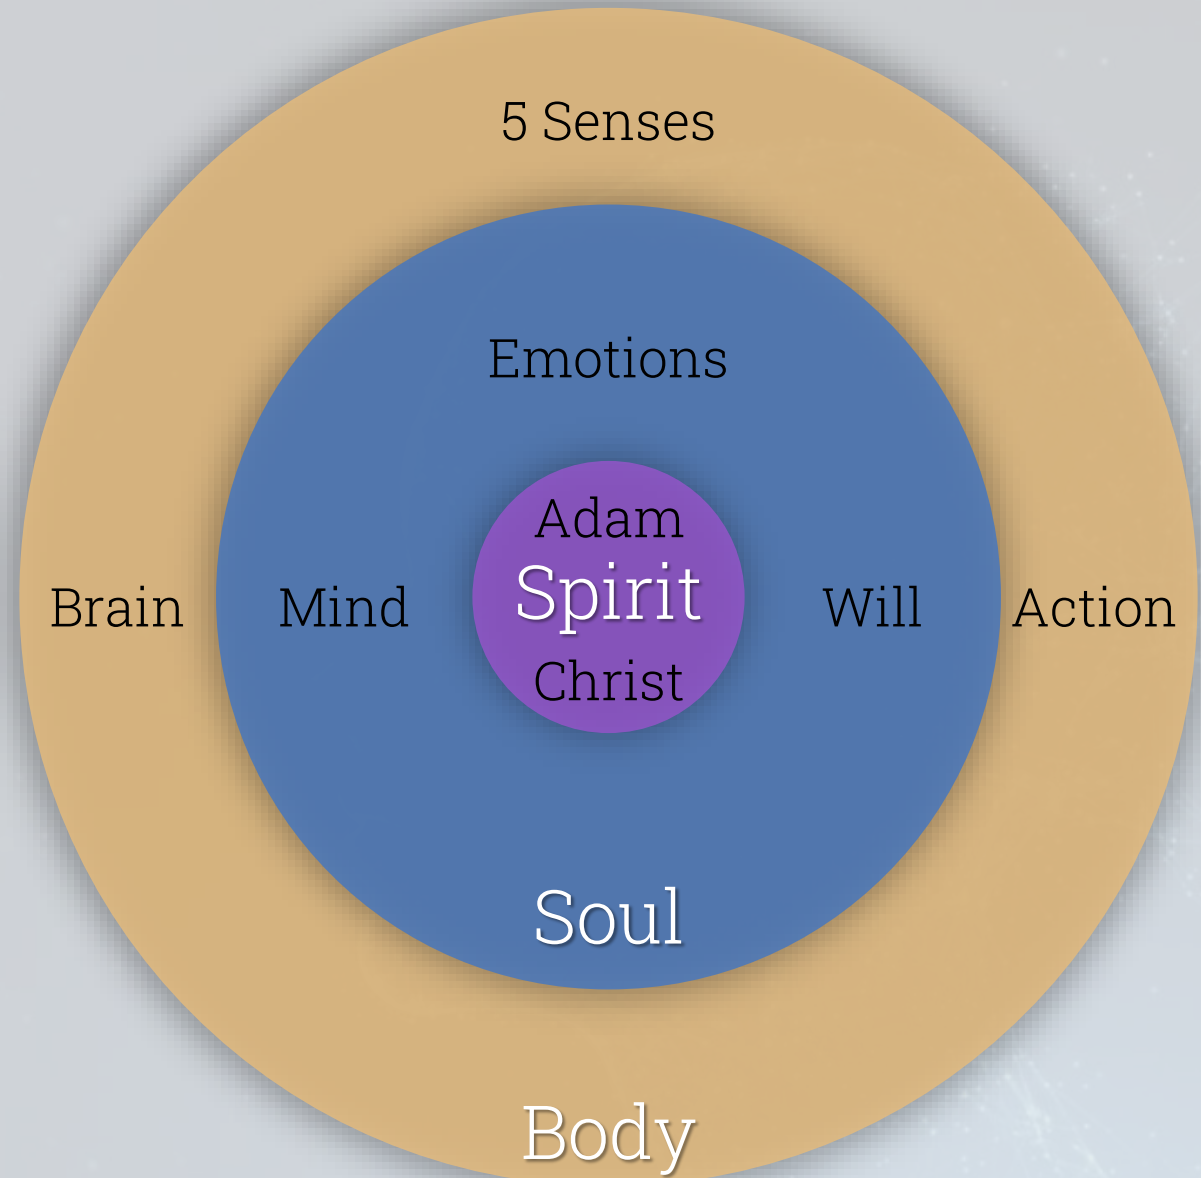 5 Senses
Emotions
Adam
Spirit
Brain Mind Will Action
Christ
Soul
Body